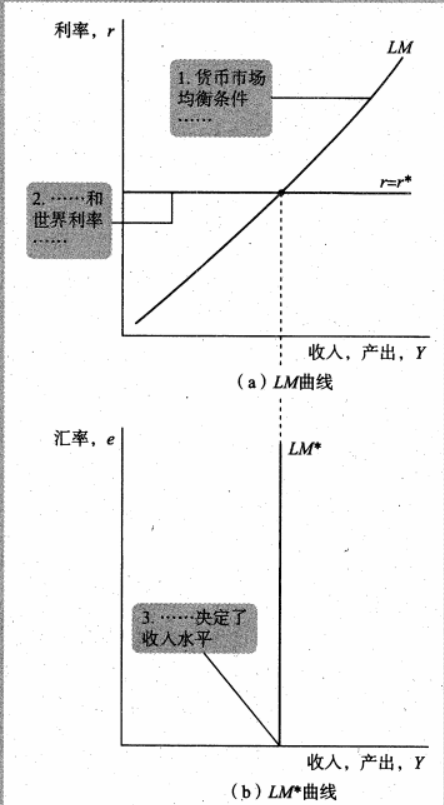 利率，r
LM
1. 货币市场
均衡条件
……
r=r*
2. ……和
世界利率
……
收入，产出，Y
（a）LM曲线
汇率，e
LM*
3. ……决定了
收入水平
收入，产出，Y
（b）LM*曲线